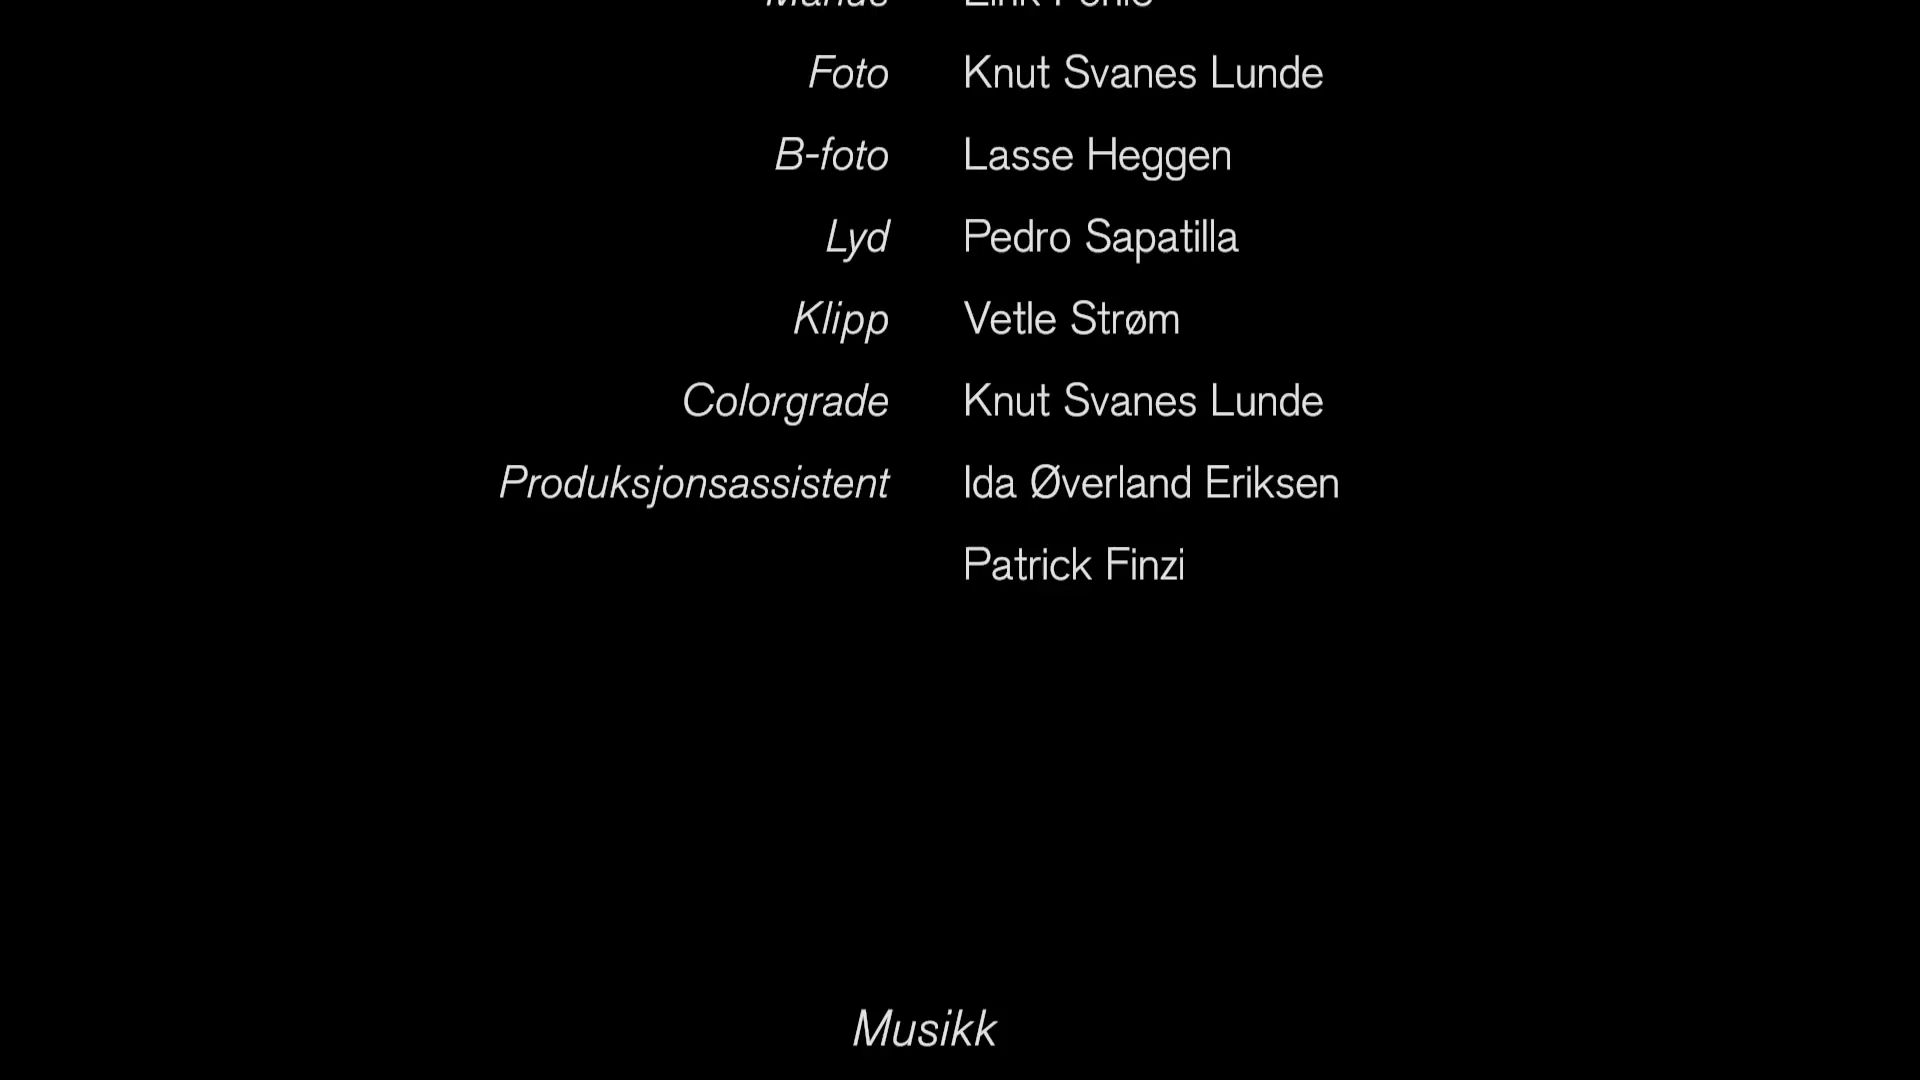 Manus
Foto Knut Svanes Lunde
B-foto Lasse Heggen
Lyd Pedro Sapatilla
Klipp Vetle Strøm
Colorgrade Knut Svanes Lunde
Produksjonsassistent Ida Øverland Eriksen
Patrick Finzi
Musikk